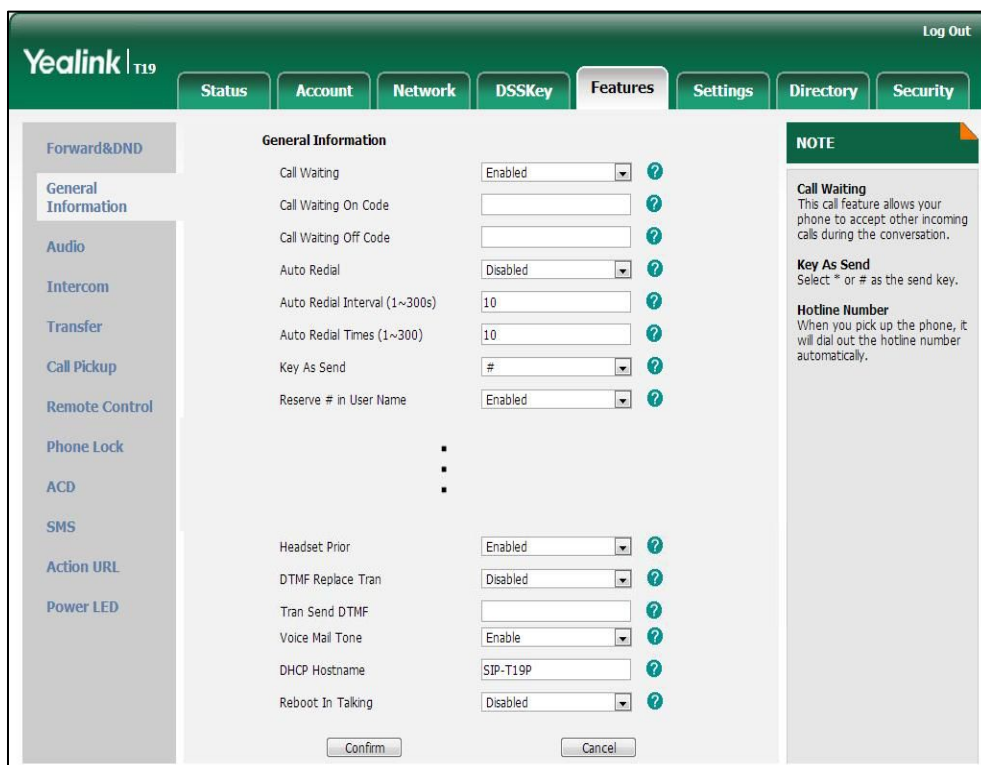 Log Out
Yealink T19
Status Account Network DSSKey Features Settings Directory Security
Forward&DND
General
Information
Audio
Intercom
Transfer
Call Pickup
Remote Control
Phone Lock
ACD
SMS
Action URL
Power LED
General Information
Call Waiting Enabled ?
Call Waiting On Code ?
Call Waiting Off Code ?
Auto Redial Disabled ?
Auto Redial Interval (1~300s) 10 ?
Auto Redial Times (1~300) 10 ?
Key As Send # ?
Reserve # in User Name Enabled ?
Headset Prior Enabled ?
DTMF Replace Tran Disabled ?
Tran Send DTMF ?
Voice Mail Tone Enable ?
DHCP Hostname SIP-T19P ?
Reboot In Talking Disabled ?
Confirm Cancel
NOTE
Call Waiting
This call feature allows your
phone to accept other incoming
calls during the conversation.
Key As Send
Select * or # as the send key.
Hotline Number
When you pick up the phone, it
will dial out the hotline number
automatically.